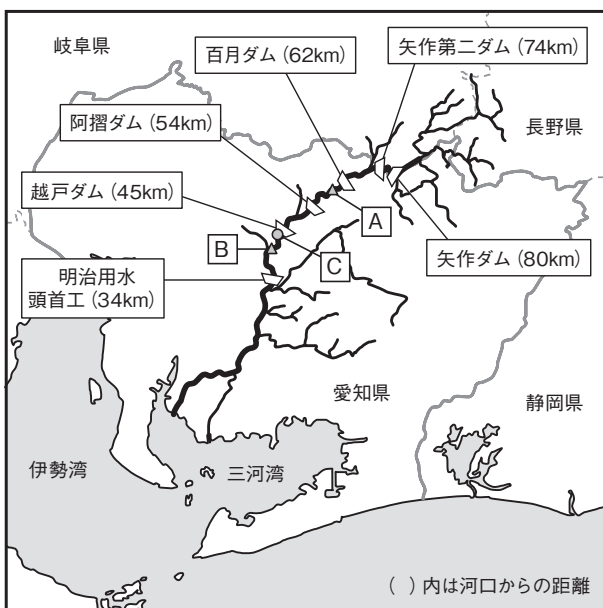 岐阜県
百月ダム（62km）
矢作第二ダム（74km）
阿摺ダム（54km）
長野県
越戸ダム（45km）
A
B
C
矢作ダム（80km）
明治用水
頭首工（34km）
愛知県
静岡県
伊勢湾
三河湾
（ ）内は河口からの距離